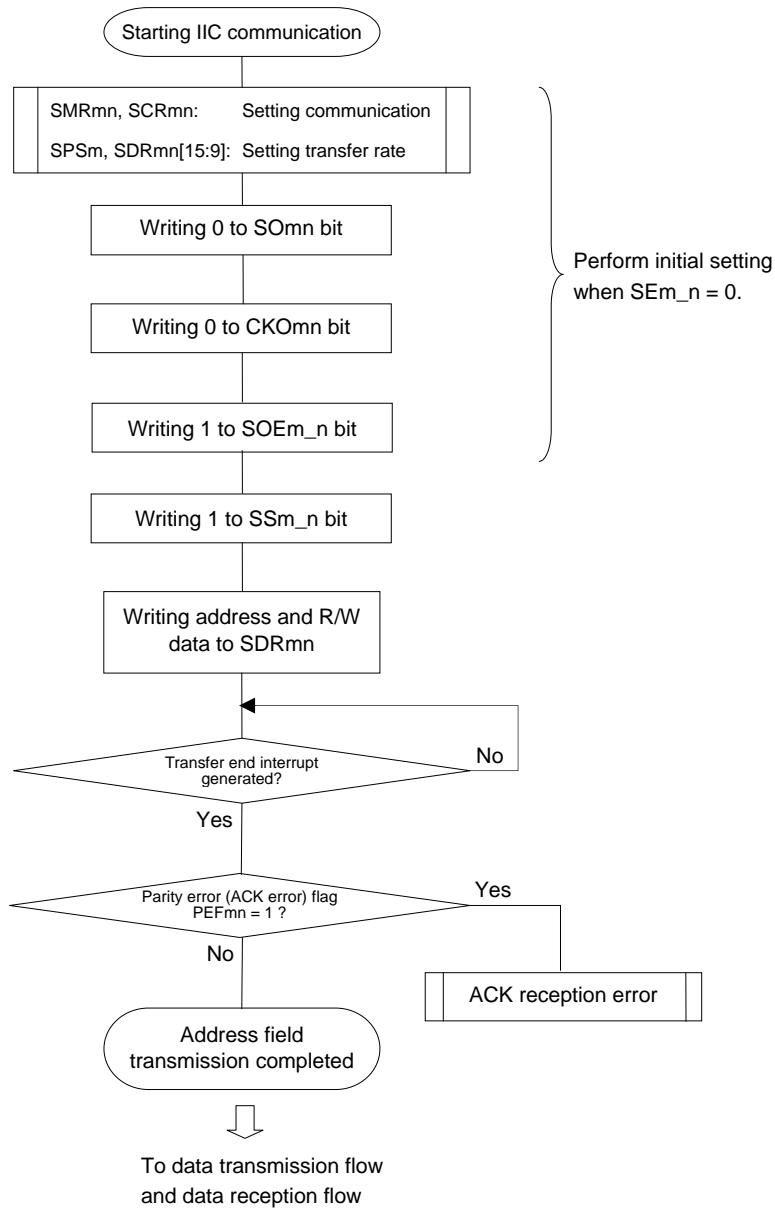 Starting IIC communication
SMRmn, SCRmn: Setting communication
SPSm, SDRmn[15:9]: Setting transfer rate
Writing 0 to SOmn bit
Perform initial setting
when SEm_n = 0.
Writing 0 to CKOmn bit
Writing 1 to SOEm_n bit
Writing 1 to SSm_n bit
Writing address and R/W
data to SDRmn
Transfer end interrupt
generated?
No
Yes
Parity error (ACK error) flag
PEFmn = 1 ?
Yes
No
ACK reception error
Address field
transmission completed
To data transmission flow
and data reception flow